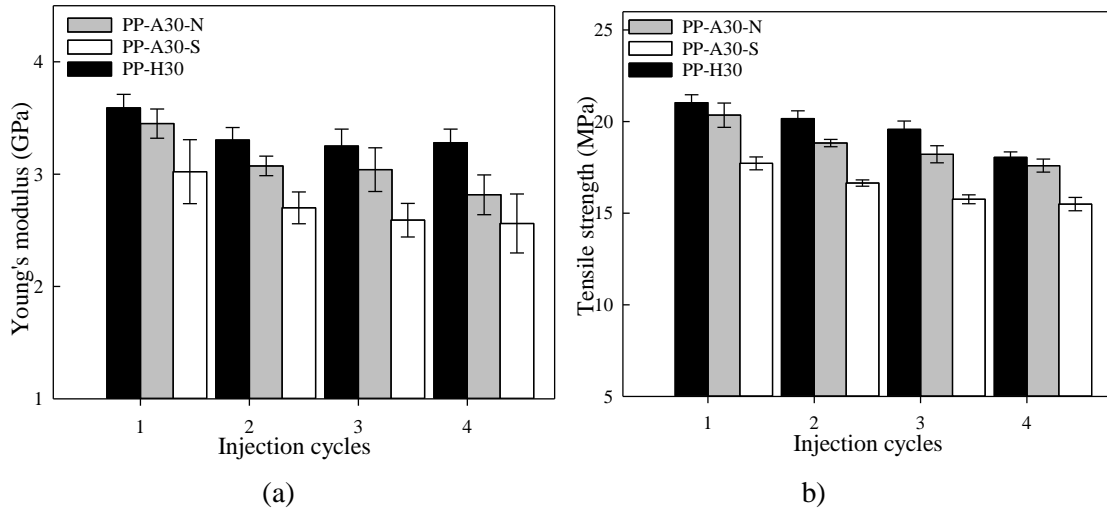 PP-A30-N
PP-A30-S
PP-H30
4
3
2
1
Young's modulus (GPa)
1 2 3 4
Injection cycles
(a)
PP-A30-N
PP-A30-S
PP-H30
25
20
15
10
5
Tensile strength (MPa)
1 2 3 4
Injection cycles
b)